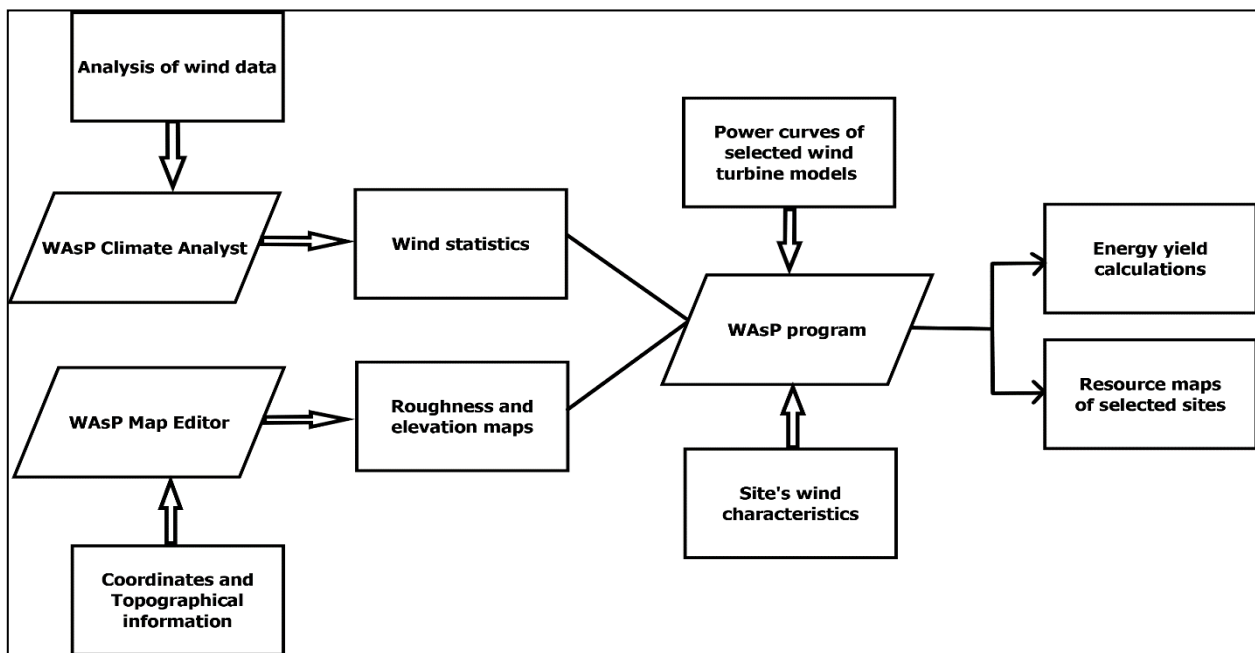 Analysis of wind data
WAsP Climate Analyst
Wind statistics
WAsP Map Editor
Roughness and
elevation maps
Coordinates and
Topographical
information
Power curves of
selected wind
turbine models
WAsP program
Site's wind
characteristics
Energy yield
calculations
Resource maps
of selected sites